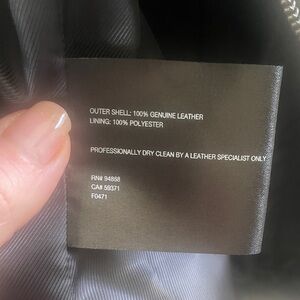 OUTER SHELL: 100% GENUINE LEATHER
LINING: 100% POLYESTER
PROFESSIONALLY DRY CLEAN BY A LEATHER SPECIALIST ONLY
RN# 94868
CA# 59371
F0471